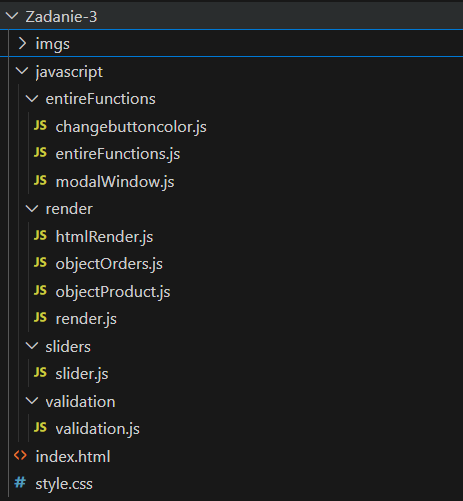 Zadanie-3
imgs
javascript
entireFunctions
JS changebuttoncolor.js
JS entireFunctions.js
JS modalWindow.js
render
JS htmlRender.js
JS objectOrders.js
JS objectProduct.js
JS render.js
sliders
JS slider.js
validation
JS validation.js
<> index.html
# style.css